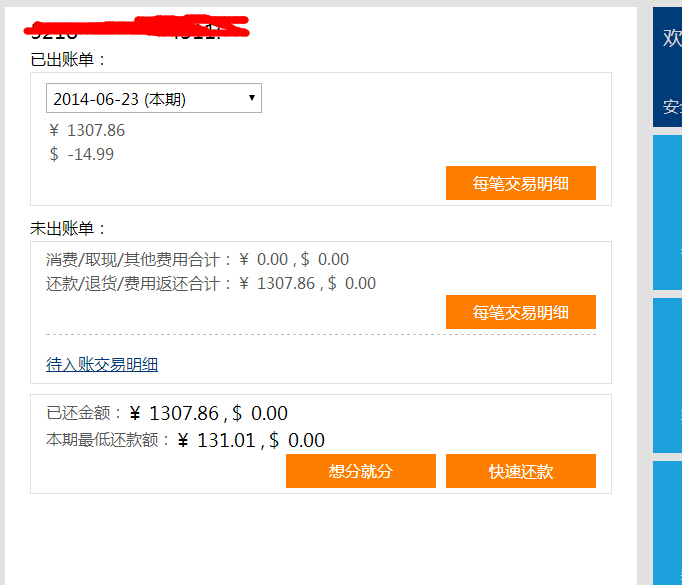 已出账单：
2014-06-23 (本期)
¥ 1307.86
$ -14.99
每笔交易明细
未出账单：
消费/取现/其他费用合计：¥ 0.00 , $ 0.00
还款/退货/费用返还合计：¥ 1307.86 , $ 0.00
每笔交易明细
待入账交易明细
已还金额：¥ 1307.86 , $ 0.00
本期最低还款额：¥ 131.01 , $ 0.00
想分就分 快速还款
欢
安